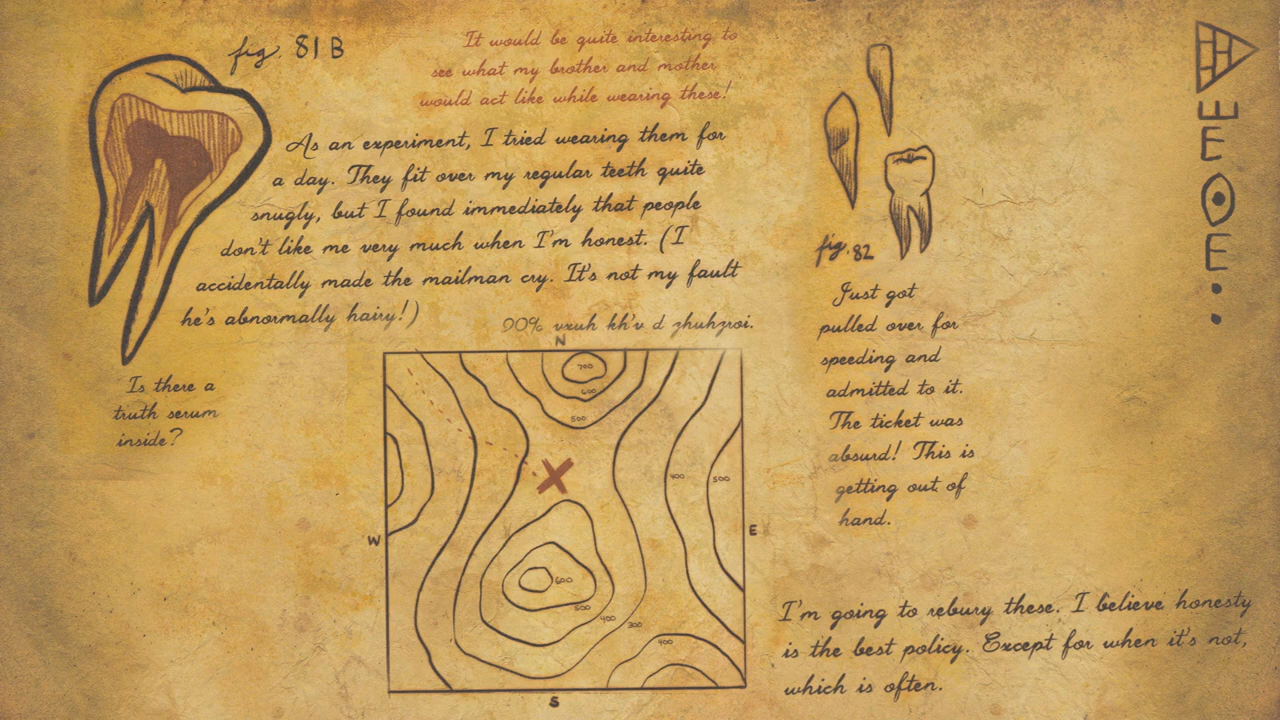 fig. 81 B
It would be quite interesting to
see what my brother and mother
would act like while wearing these!
As an experiment, I tried wearing them for
a day. They fit over my regular teeth quite
snugly, but I found immediately that people
don't like me very much when I'm honest. (I
accidentally made the mailman cry. It's not my fault
he's abnormally hairy!)
90% vxuh kh'v d zhuhzroi.
Is there a
truth serum
inside?
N
700
600
500
400
500
W
E
600
500
400
300
400
S
fig. 82
Just got
pulled over for
speeding and
admitted to it.
The ticket was
absurd! This is
getting out of
hand.
I'm going to rebury these. I believe honesty
is the best policy. Except for when it's not,
which is often.